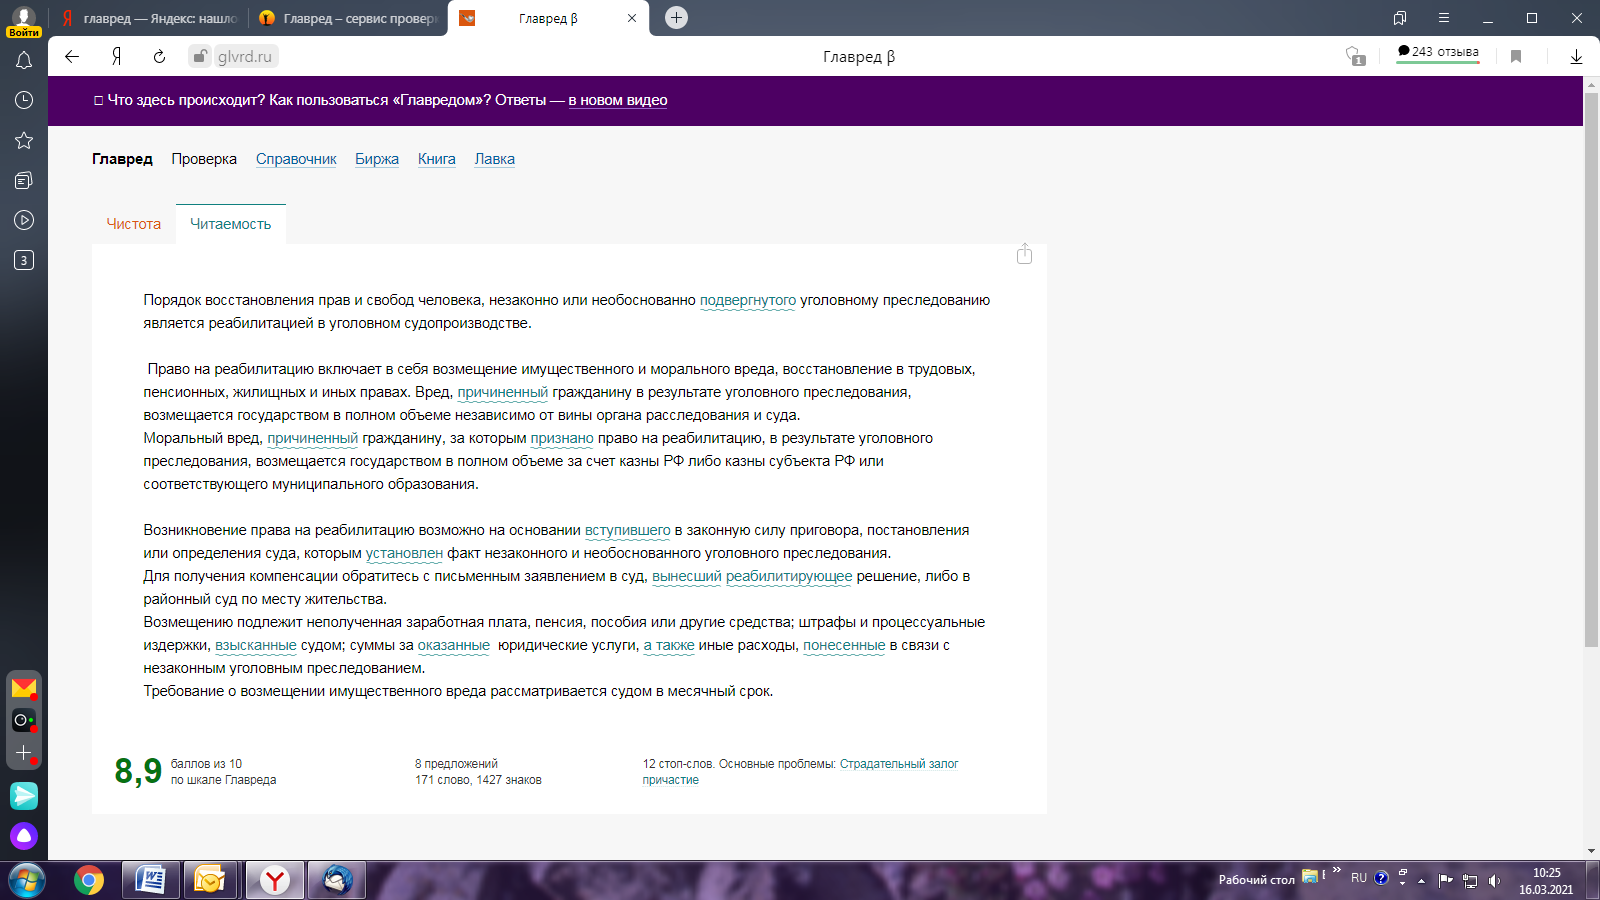 главред — Яндекс: нашло
Главред – сервис провер
Главред β
Войти
glvrd.ru
Главред β
1
243 отзыва
Что здесь происходит? Как пользоваться «Главредом»? Ответы — в новом видео
Главред Проверка Справочник Биржа Книга Лавка
Чистота Читаемость
3
Порядок восстановления прав и свобод человека, незаконно или необоснованно подвергнутого уголовному преследованию
является реабилитацией в уголовном судопроизводстве.
Право на реабилитацию включает в себя возмещение имущественного и морального вреда, восстановление в трудовых,
пенсионных, жилищных и иных правах. Вред, причиненный гражданину в результате уголовного преследования,
возмещается государством в полном объеме независимо от вины органа расследования и суда.
Моральный вред, причиненный гражданину, за которым признано право на реабилитацию, в результате уголовного
преследования, возмещается государством в полном объеме за счет казны РФ либо казны субъекта РФ или
соответствующего муниципального образования.
Возникновение права на реабилитацию возможно на основании вступившего в законную силу приговора, постановления
или определения суда, которым установлен факт незаконного и необоснованного уголовного преследования.
Для получения компенсации обратитесь с письменным заявлением в суд, вынесший реабилитирующее решение, либо в
районный суд по месту жительства.
Возмещению подлежит неполученная заработная плата, пенсия, пособия или другие средства; штрафы и процессуальные
издержки, взысканные судом; суммы за оказанные юридические услуги, а также иные расходы, понесенные в связи с
незаконным уголовным преследованием.
Требование о возмещении имущественного вреда рассматривается судом в месячный срок.
8,9
баллов из 10
по шкале Главреда
8 предложений
171 слово, 1427 знаков
12 стоп-слов. Основные проблемы: Страдательный залог
причастие
Рабочий стол
RU
10:25
16.03.2021